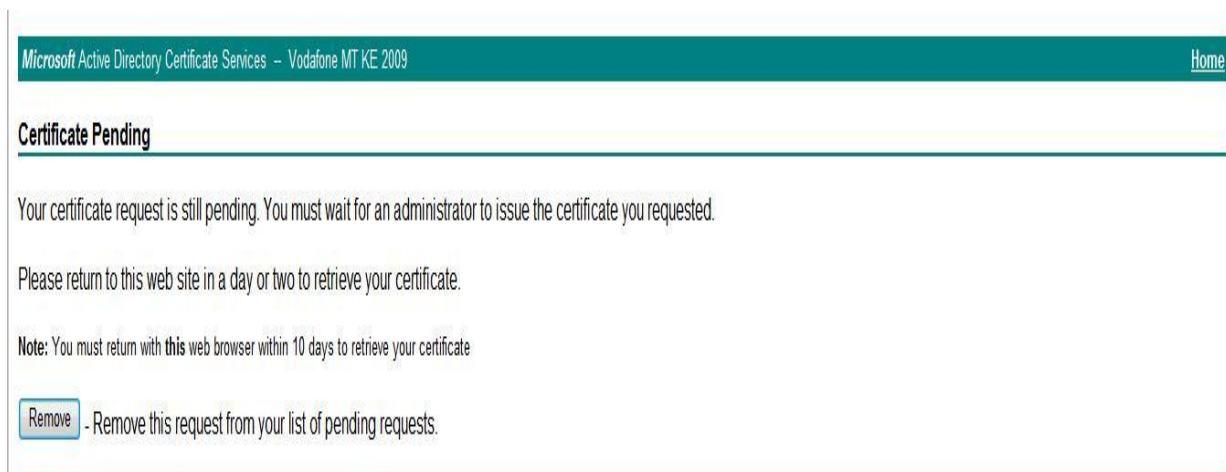 Microsoft Active Directory Certificate Services – Vodafone MT KE 2009 Home
Certificate Pending
Your certificate request is still pending. You must wait for an administrator to issue the certificate you requested.
Please return to this web site in a day or two to retrieve your certificate.
Note: You must return with this web browser within 10 days to retrieve your certificate
Remove - Remove this request from your list of pending requests.